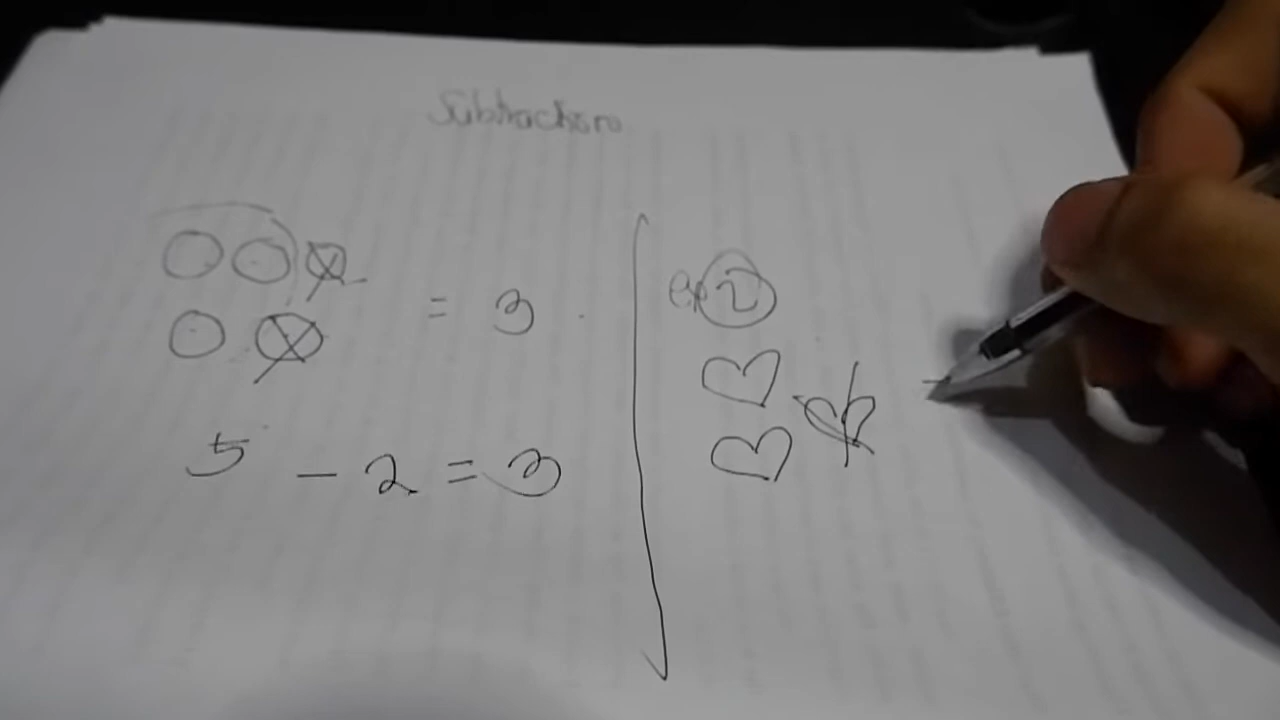 Subtraction
= 3
5 - 2 = 3
ex 2